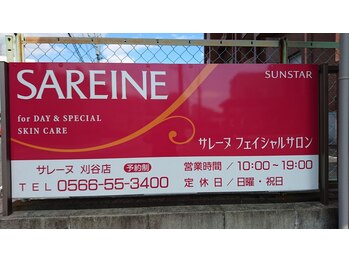 SAREINE
SUNSTAR
for DAY & SPECIAL
SKIN CARE
サレーヌ フェイシャルサロン
サレーヌ 刈谷店 予約制
営業時間／10:00~19:00
TEL 0566-55-3400
定休日／日曜・祝日